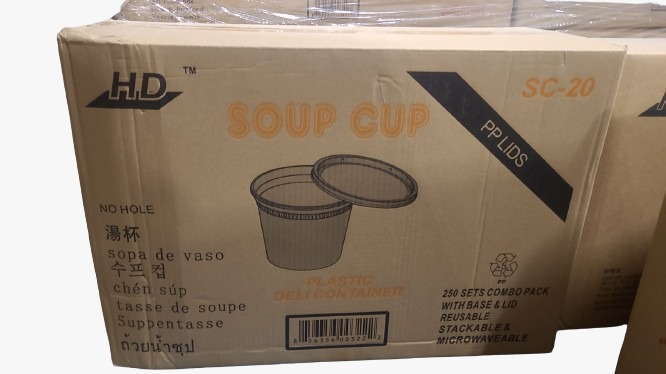 H.D TM
SC-20
SOUP CUP
PP LIDS
NO HOLE
湯杯
sopa de vaso
수프 컵
chén súp
tasse de soupe
Suppentasse
ถ้วยน้ำซุป
PLASTIC
DELI CONTAINER
5
PP
250 SETS COMBO PACK
WITH BASE & LID
REUSABLE
STACKABLE &
MICROWAVEABLE